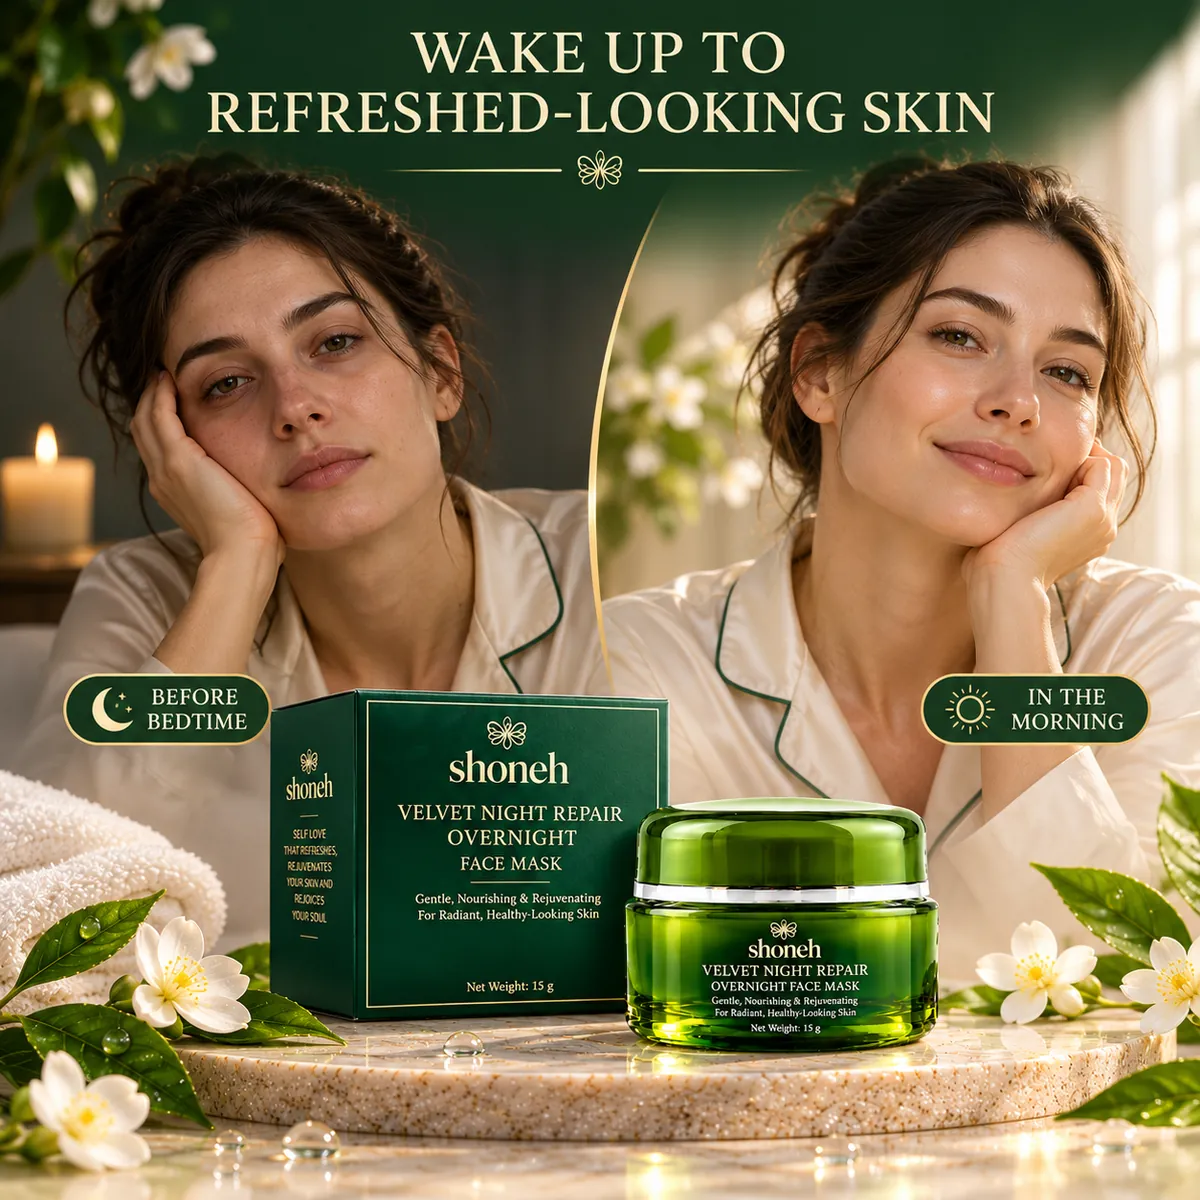 WAKE UP TO
REFRESHED-LOOKING SKIN
BEFORE
BEDTIME
IN THE
MORNING
shoneh
SELF LOVE
THAT REFRESHES,
REJUVENATES
YOUR SKIN AND
REJOICES
YOUR SOUL
shoneh
VELVET NIGHT REPAIR
OVERNIGHT
FACE MASK
Gentle, Nourishing & Rejuvenating
For Radiant, Healthy-Looking Skin
Net Weight: 15 g
shoneh
VELVET NIGHT REPAIR
OVERNIGHT FACE MASK
Gentle, Nourishing & Rejuvenating
For Radiant, Healthy-Looking Skin
Net Weight: 15 g